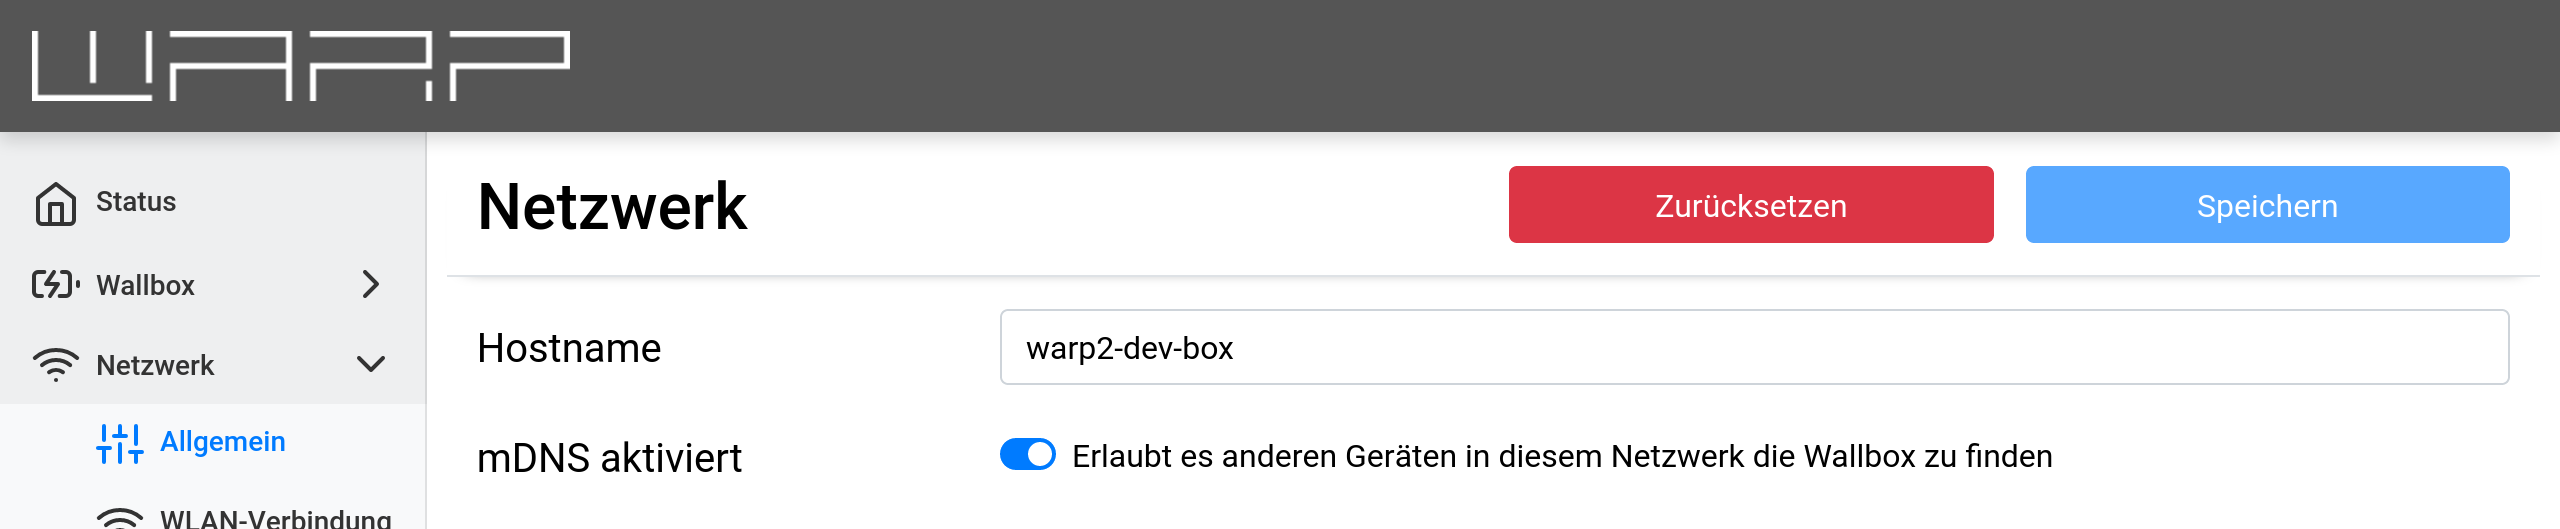 WARP
Status
Wallbox
Netzwerk
Allgemein
WLAN-Verbindung
Netzwerk
Zurücksetzen
Speichern
Hostname
warp2-dev-box
mDNS aktiviert
Erlaubt es anderen Geräten in diesem Netzwerk die Wallbox zu finden